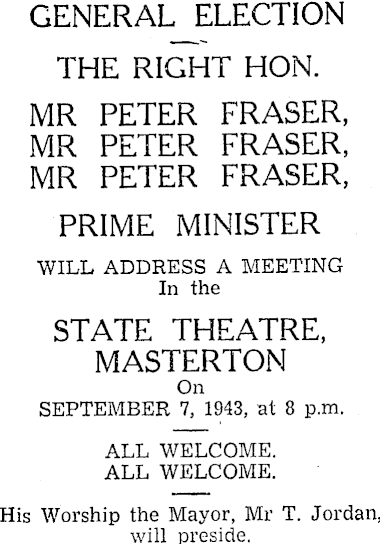 GENERAL ELECTION
THE RIGHT HON.
MR PETER FRASER,
MR PETER FRASER,
MR PETER FRASER,
PRIME MINISTER
WILL ADDRESS A MEETING
In the
STATE THEATRE,
MASTERTON
On
SEPTEMBER 7, 1943, at 8 p.m.
ALL WELCOME.
ALL WELCOME.
His Worship the Mayor, Mr T. Jordan,
will preside.